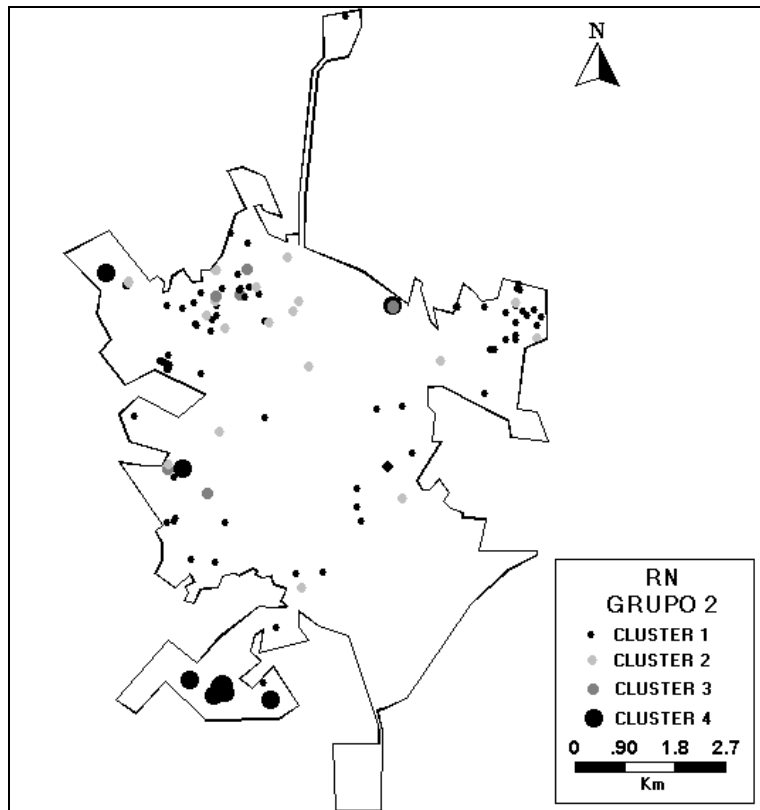 N
RN
GRUPO 2
CLUSTER 1
CLUSTER 2
CLUSTER 3
CLUSTER 4
0 .90 1.8 2.7
Km